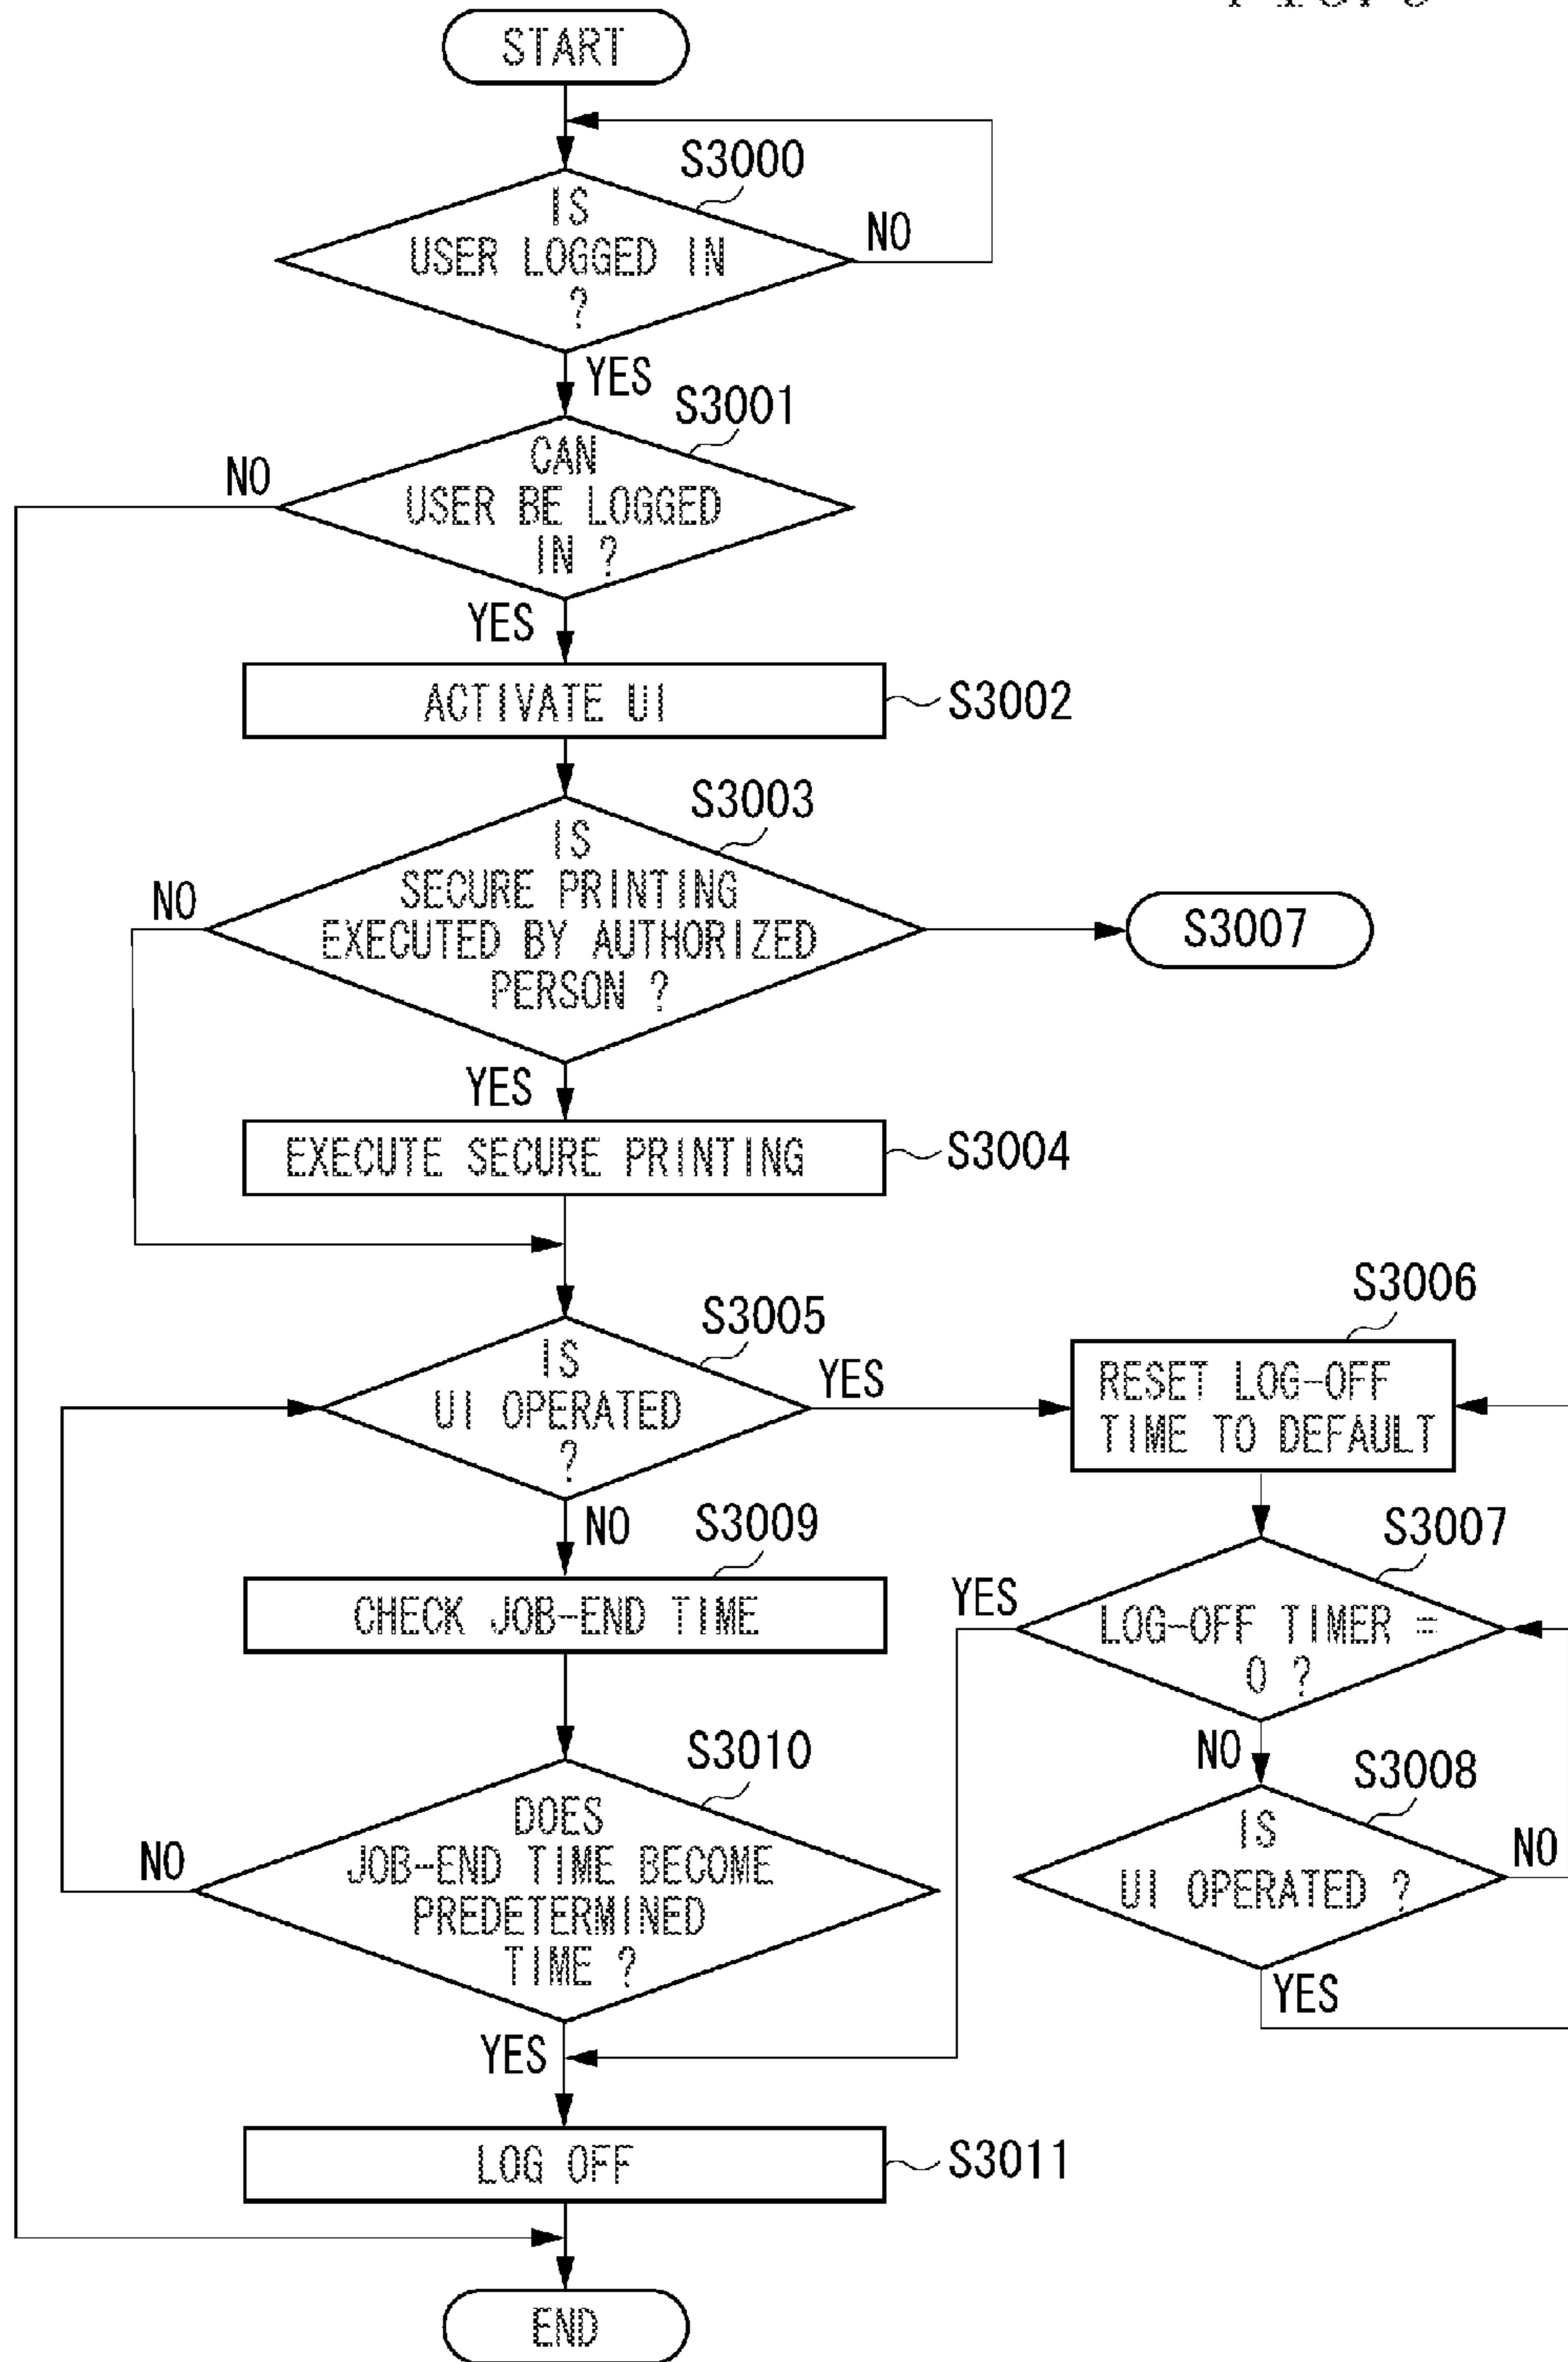 START
S3000
IS
USER LOGGED IN
?
NO
YES
S3001
CAN
USER BE LOGGED
IN ?
NO
YES
ACTIVATE UI
S3002
S3003
IS
SECURE PRINTING
EXECUTED BY AUTHORIZED
PERSON ?
NO
S3007
YES
EXECUTE SECURE PRINTING
S3004
S3005
IS
UI OPERATED
?
YES
S3006
RESET LOG-OFF
TIME TO DEFAULT
NO
S3009
CHECK JOB-END TIME
S3007
YES
LOG-OFF TIMER =
0 ?
NO
S3010
DOES
JOB-END TIME BECOME
PREDETERMINED
TIME ?
NO
S3008
IS
UI OPERATED ?
NO
YES
YES
LOG OFF
S3011
END